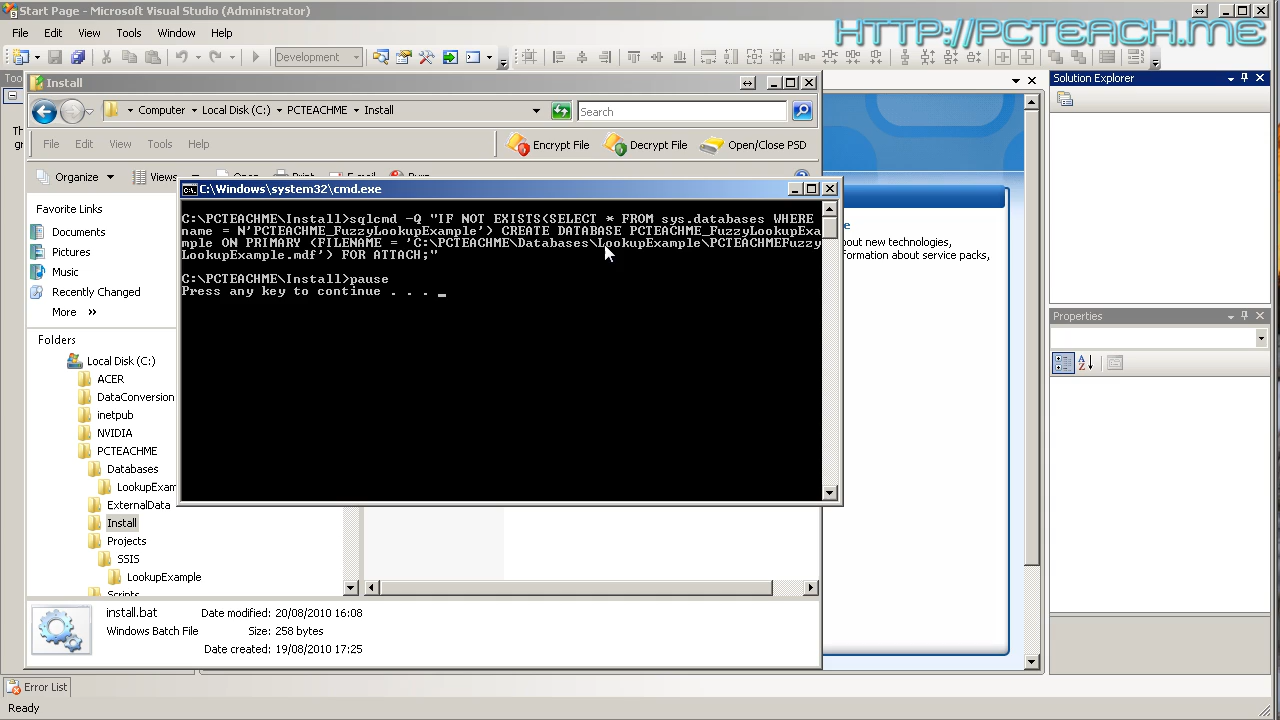 Start Page - Microsoft Visual Studio (Administrator)
HTTP://PCTEACH.ME
File Edit View Tools Window Help
Development
Install
Solution Explorer
Computer ▸ Local Disk (C:) ▸ PCTEACHME ▸ Install
Search
File Edit View Tools Help
Encrypt File Decrypt File Open/Close PSD
Organize Views Open Print Email Burn
C:\Windows\system32\cmd.exe
C:\PCTEACHME\Install>sqlcmd -Q "IF NOT EXISTS(SELECT * FROM sys.databases WHERE
name = N'PCTEACHME_FuzzyLookupExample') CREATE DATABASE PCTEACHME_FuzzyLookupExa
mple ON PRIMARY (FILENAME = 'C:\PCTEACHME\Databases\LookupExample\PCTEACHMEFuzzy
LookupExample.mdf') FOR ATTACH;"
C:\PCTEACHME\Install>pause
Press any key to continue . . . _
bout new technologies,
formation about service packs,
Favorite Links
Documents
Pictures
Music
Recently Changed
More »
Folders
Local Disk (C:)
ACER
DataConversion
inetpub
NVIDIA
PCTEACHME
Databases
LookupExam
ExternalData
Install
Projects
SSIS
LookupExample
Scripts
Properties
install.bat
Windows Batch File
Date modified: 20/08/2010 16:08
Size: 258 bytes
Date created: 19/08/2010 17:25
Error List
Ready